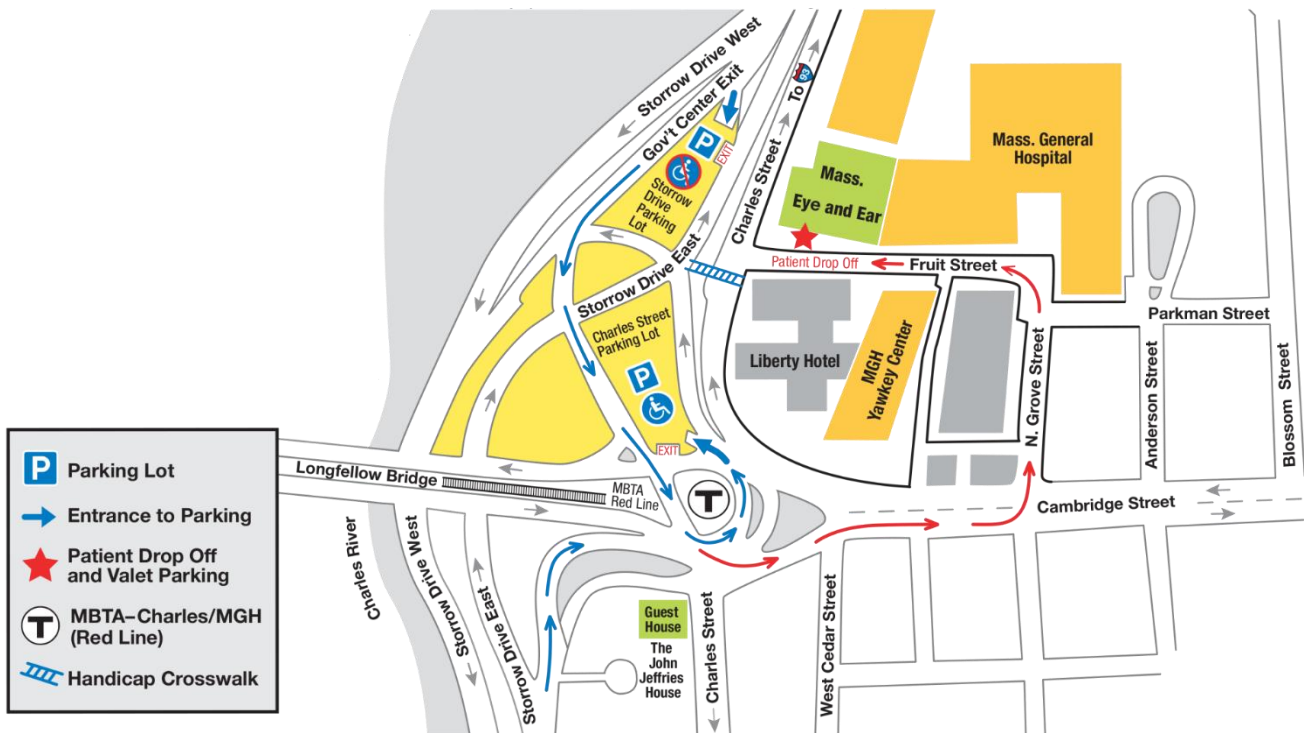 Storrow Drive West
Gov't Center Exit
P
EXIT
Storrow
Drive
Parking
Lot
Charles Street
To
93
Mass. General
Hospital
Mass.
Eye and Ear
Patient Drop Off
Fruit Street
Storrow Drive East
Charles Street
Parking Lot
P
EXIT
Liberty Hotel
MGH
Yawkey Center
N. Grove Street
Parkman Street
Anderson Street
Blossom Street
Longfellow Bridge
MBTA
Red Line
T
Cambridge Street
Charles River
Storrow Drive West
Storrow Drive East
Guest
House
The
John
Jeffries
House
Charles Street
West Cedar Street
P
Parking Lot
Entrance to Parking
Patient Drop Off
and Valet Parking
T
MBTA–Charles/MGH
(Red Line)
Handicap Crosswalk